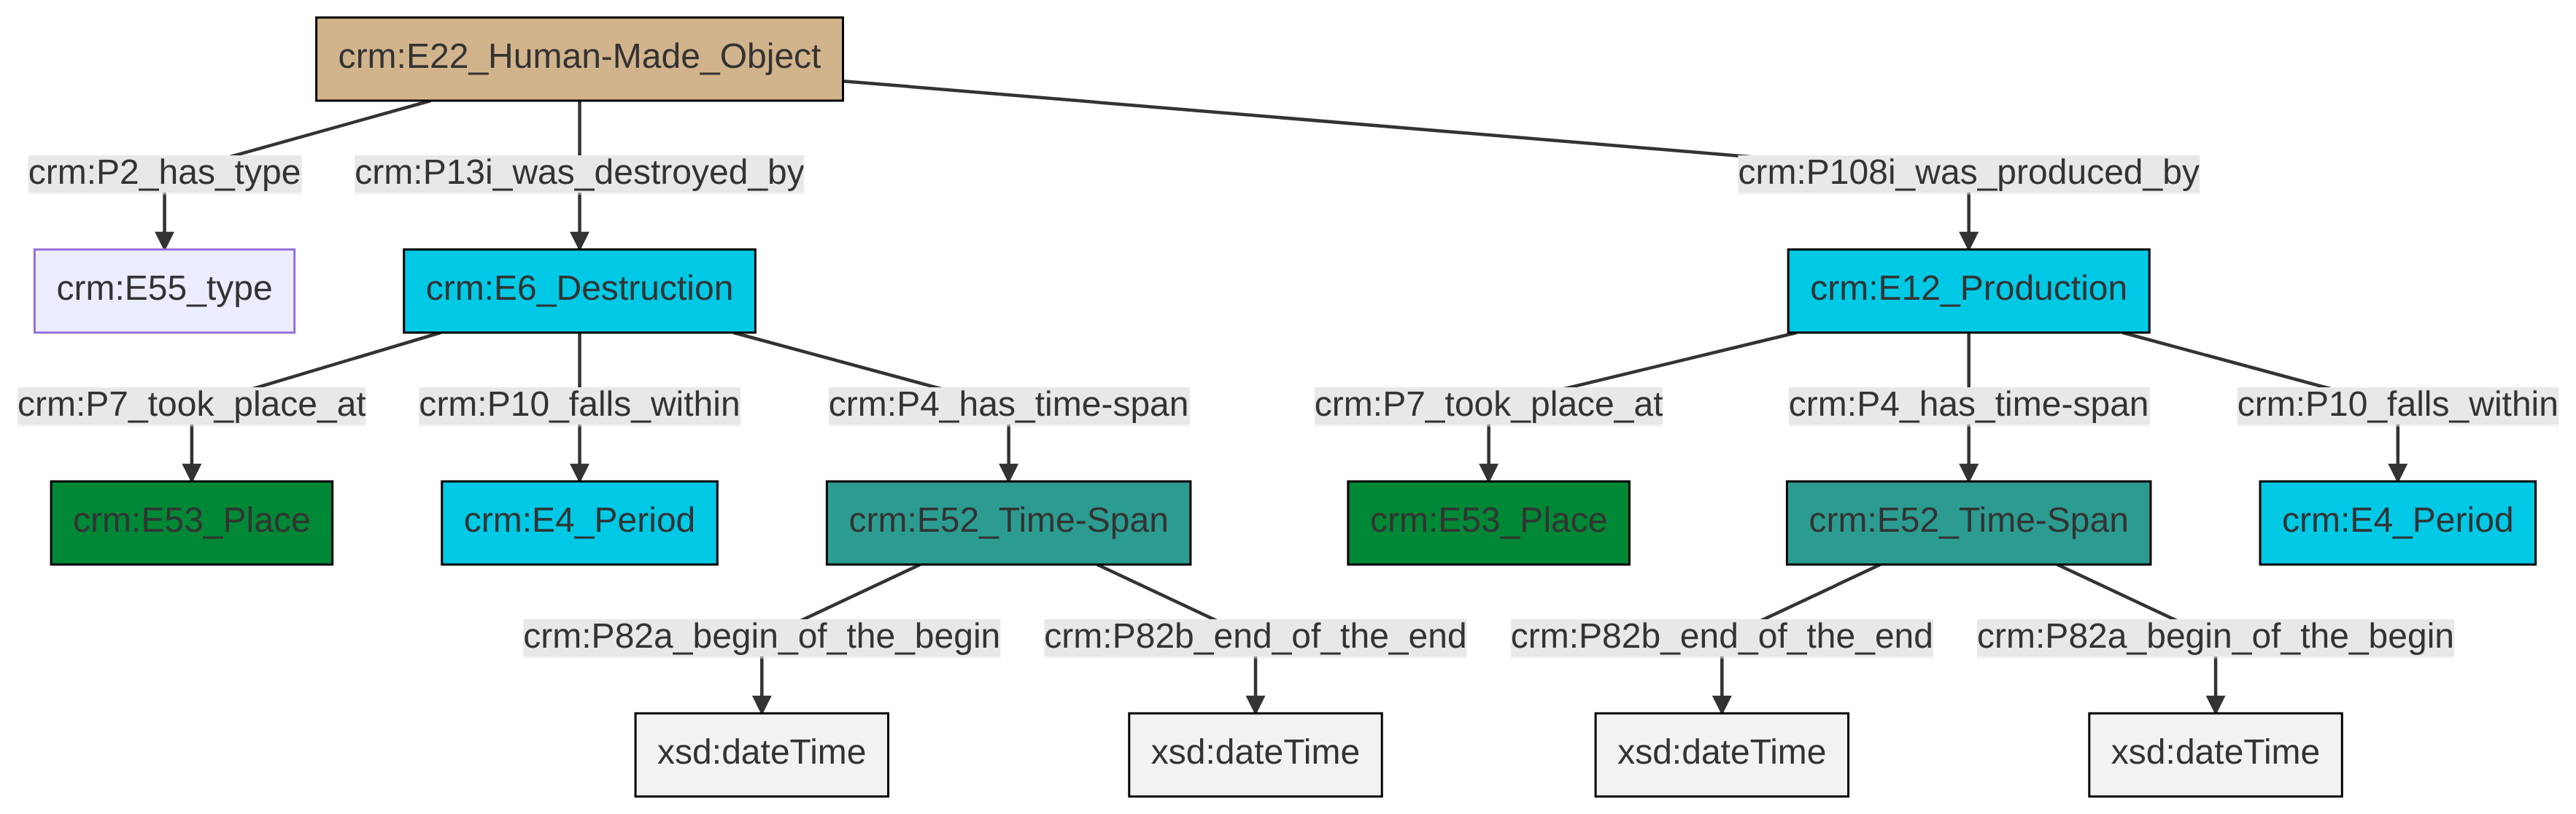 crm:E22_Human-Made_Object
crm:P2_has_type
crm:P13i_was_destroyed_by
crm:P108i_was_produced_by
crm:E55_type
crm:E6_Destruction
crm:E12_Production
crm:P7_took_place_at
crm:P10_falls_within
crm:P4_has_time-span
crm:P7_took_place_at
crm:P4_has_time-span
crm:P10_falls_within
crm:E53_Place
crm:E4_Period
crm:E52_Time-Span
crm:E53_Place
crm:E52_Time-Span
crm:E4_Period
crm:P82a_begin_of_the_begin
crm:P82b_end_of_the_end
crm:P82b_end_of_the_end
crm:P82a_begin_of_the_begin
xsd:dateTime
xsd:dateTime
xsd:dateTime
xsd:dateTime